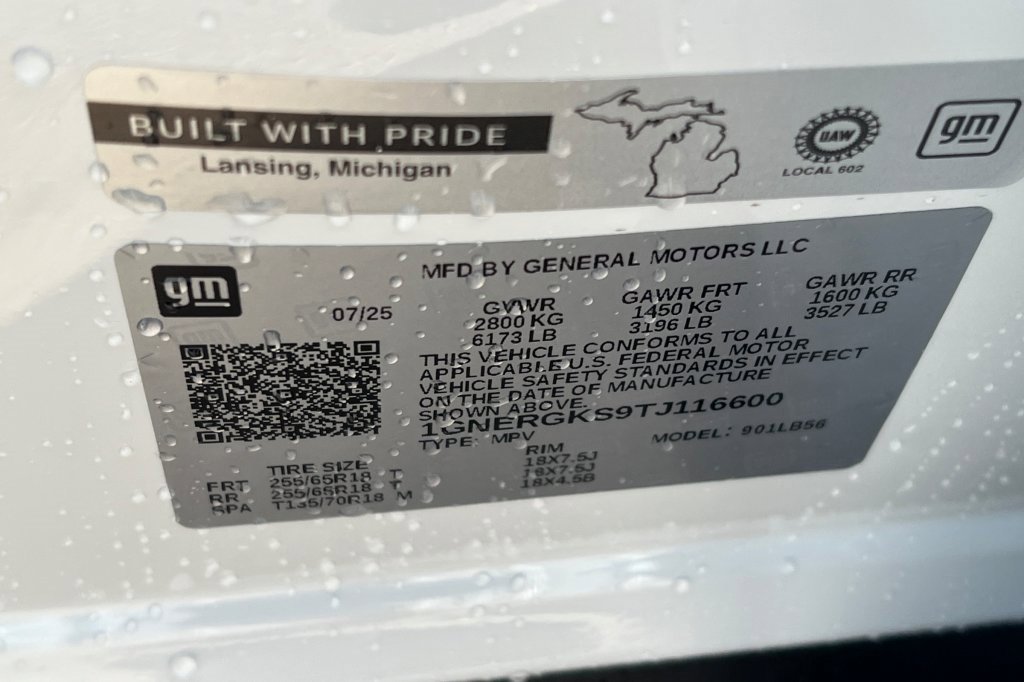 BUILT WITH PRIDE
Lansing, Michigan
UAW
LOCAL 602
gm
gm
MFD BY GENERAL MOTORS LLC
07/25
GVWR GAWR FRT GAWR RR
2800 KG 1450 KG 1600 KG
6173 LB 3196 LB 3527 LB
THIS VEHICLE CONFORMS TO ALL
APPLICABLE U.S. FEDERAL MOTOR
VEHICLE SAFETY STANDARDS IN EFFECT
ON THE DATE OF MANUFACTURE
SHOWN ABOVE.
1GNERGKS9TJ116600
TYPE: MPV MODEL: 901LB56
TIRE SIZE RIM
FRT 255/65R18 T 18X7.5J
RR 255/65R18 T 18X7.5J
SPA T135/70R18 M 18X4.5B